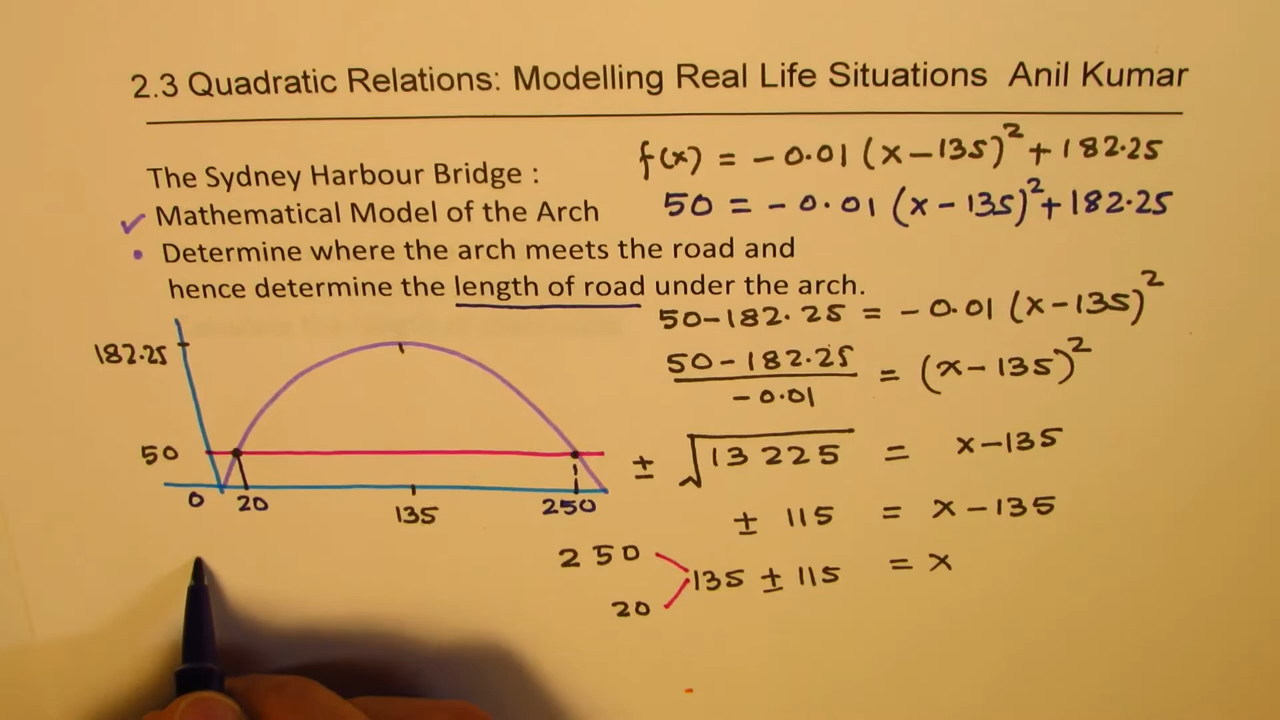 2.3 Quadratic Relations: Modelling Real Life Situations Anil Kumar
The Sydney Harbour Bridge :
✓ Mathematical Model of the Arch
• Determine where the arch meets the road and
hence determine the length of road under the arch.
f(x) = -0.01 (x-135)² + 182.25
50 = -0.01 (x-135)² + 182.25
50-182.25 = -0.01 (x-135)²
50-182.25 / -0.01 = (x-135)²
± √13225 = x-135
± 115 = x-135
135 ± 115 = x
250
20
182.25
50
0 20 135 250